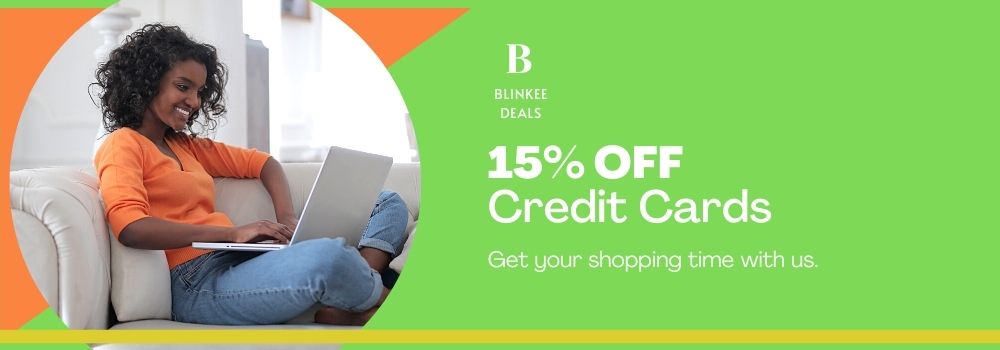 B
BLINKEE
DEALS
15% OFF
Credit Cards
Get your shopping time with us.